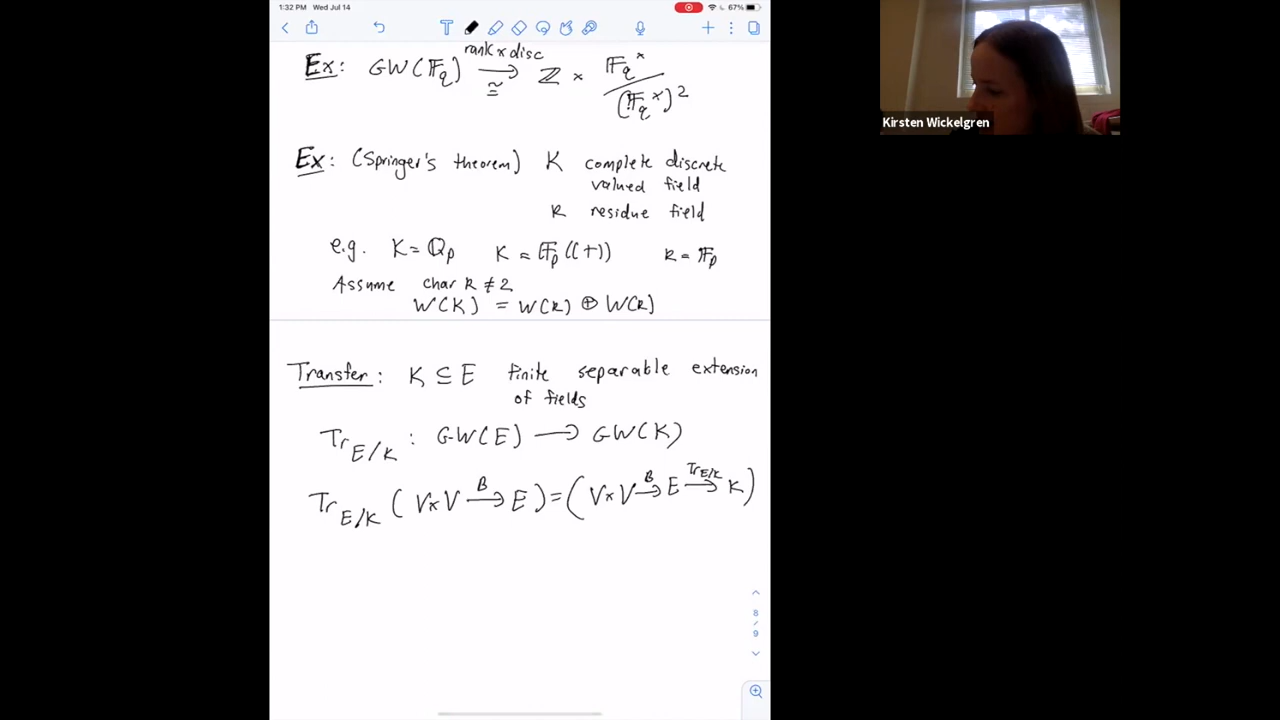 1:32 PM Wed Jul 14
67%
Ex: GW(𝔽_q) →^{rank × disc}_{≅} ℤ × 𝔽_q^× / (𝔽_q^×)^2
Ex: (Springer's theorem) K complete discrete
valued field
k residue field
e.g. K = ℚ_p K = 𝔽_p((t)) k = 𝔽_p
Assume char k ≠ 2
W(K) = W(k) ⊕ W(k)
Transfer: K ⊆ E finite separable extension
of fields
Tr_{E/K} : GW(E) → GW(K)
Tr_{E/K} (V×V →^{B} E) = (V×V →^{B} E →^{Tr_{E/K}} K)
8
/
9
Kirsten Wickelgren